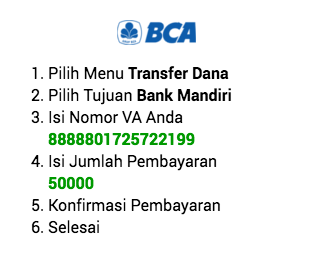 BCA
1. Pilih Menu Transfer Dana
2. Pilih Tujuan Bank Mandiri
3. Isi Nomor VA Anda
8888801725722199
4. Isi Jumlah Pembayaran
50000
5. Konfirmasi Pembayaran
6. Selesai